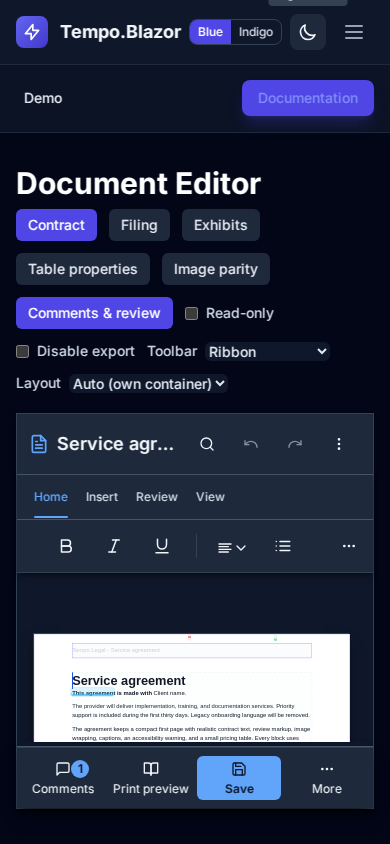 Tempo.Blazor Blue Indigo
Demo Documentation
Document Editor
Contract Filing Exhibits
Table properties Image parity
Comments & review Read-only
Disable export Toolbar Ribbon
Layout Auto (own container)
Service agr...
Home Insert Review View
Tempo Legal · Service agreement
Service agreement
This agreement is made with Client name.
The provider will deliver implementation, training, and documentation services. Priority
support is included during the first thirty days. Legacy onboarding language will be removed.
The agreement keeps a compact first page with realistic contract text, review markup, image
wrapping, captions, an accessibility warning, and a small pricing table. Every block uses
1
Comments Print preview Save More